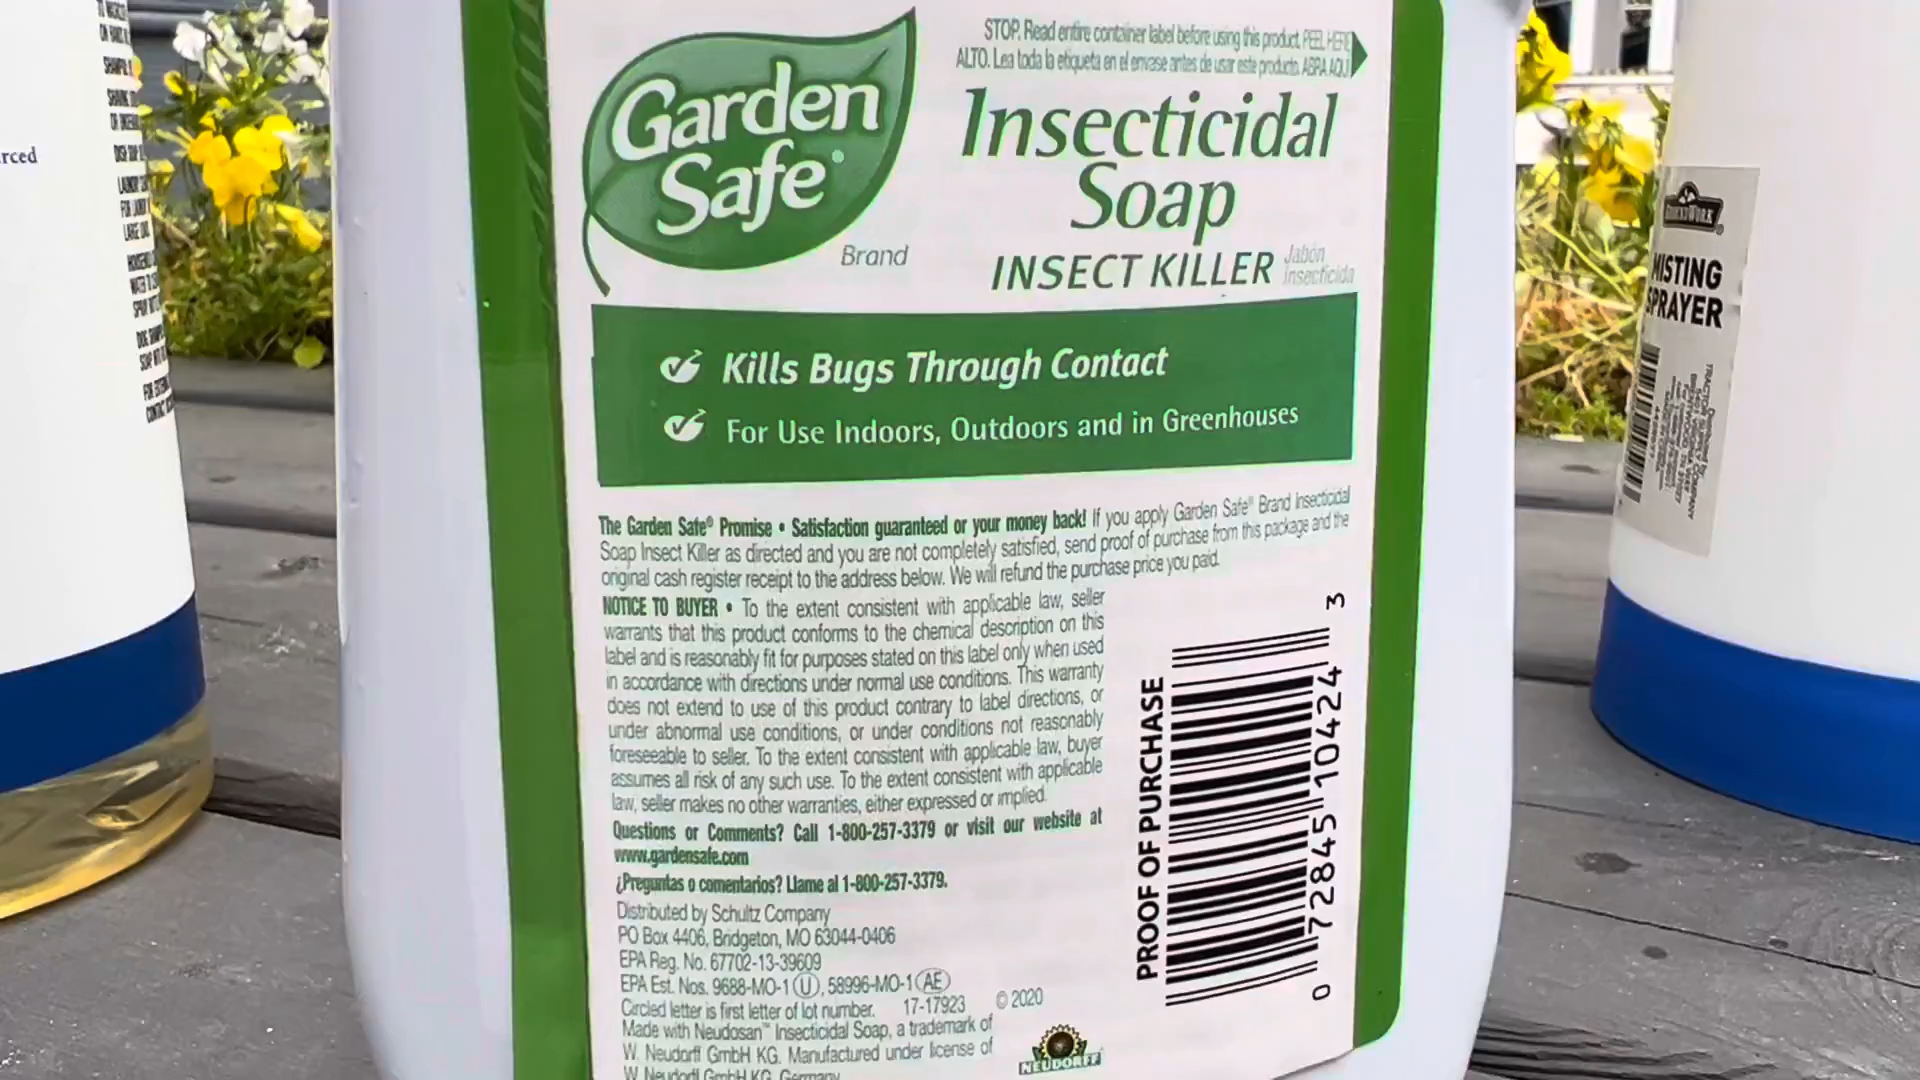 STOP. Read entire container label before using this product. PEEL HERE
ALTO. Lea toda la etiqueta en el envase antes de usar este producto. ABRA AQUI
Garden
Safe
Brand
Insecticidal
Soap
INSECT KILLER
Jabón
Insecticida
Kills Bugs Through Contact
For Use Indoors, Outdoors and in Greenhouses
The Garden Safe® Promise • Satisfaction guaranteed or your money back! If you apply Garden Safe® Brand Insecticidal
Soap Insect Killer as directed and you are not completely satisfied, send proof of purchase from this package and the
original cash register receipt to the address below. We will refund the purchase price you paid.
NOTICE TO BUYER • To the extent consistent with applicable law, seller
warrants that this product conforms to the chemical description on this
label and is reasonably fit for purposes stated on this label only when used
in accordance with directions under normal use conditions. This warranty
does not extend to use of this product contrary to label directions, or
under abnormal use conditions, or under conditions not reasonably
foreseeable to seller. To the extent consistent with applicable law, buyer
assumes all risk of any such use. To the extent consistent with applicable
law, seller makes no other warranties, either expressed or implied.
Questions or Comments? Call 1-800-257-3379 or visit our website at
www.gardensafe.com
¿Preguntas o comentarios? Llame al 1-800-257-3379.
Distributed by Schultz Company
PO Box 4406, Bridgeton, MO 63044-0406
EPA Reg. No. 67702-13-39609
EPA Est. Nos. 9688-MO-1 (U), 58996-MO-1 (AE)
Circled letter is first letter of lot number. 17-17923 © 2020
Made with Neudosan™ Insecticidal Soap, a trademark of
W. Neudorff GmbH KG. Manufactured under license of
W. Neudorff GmbH KG, Germany
NEUDORFF
PROOF OF PURCHASE
0 72845 10424 3
rced
GROUNDWORK
MISTING
SPRAYER